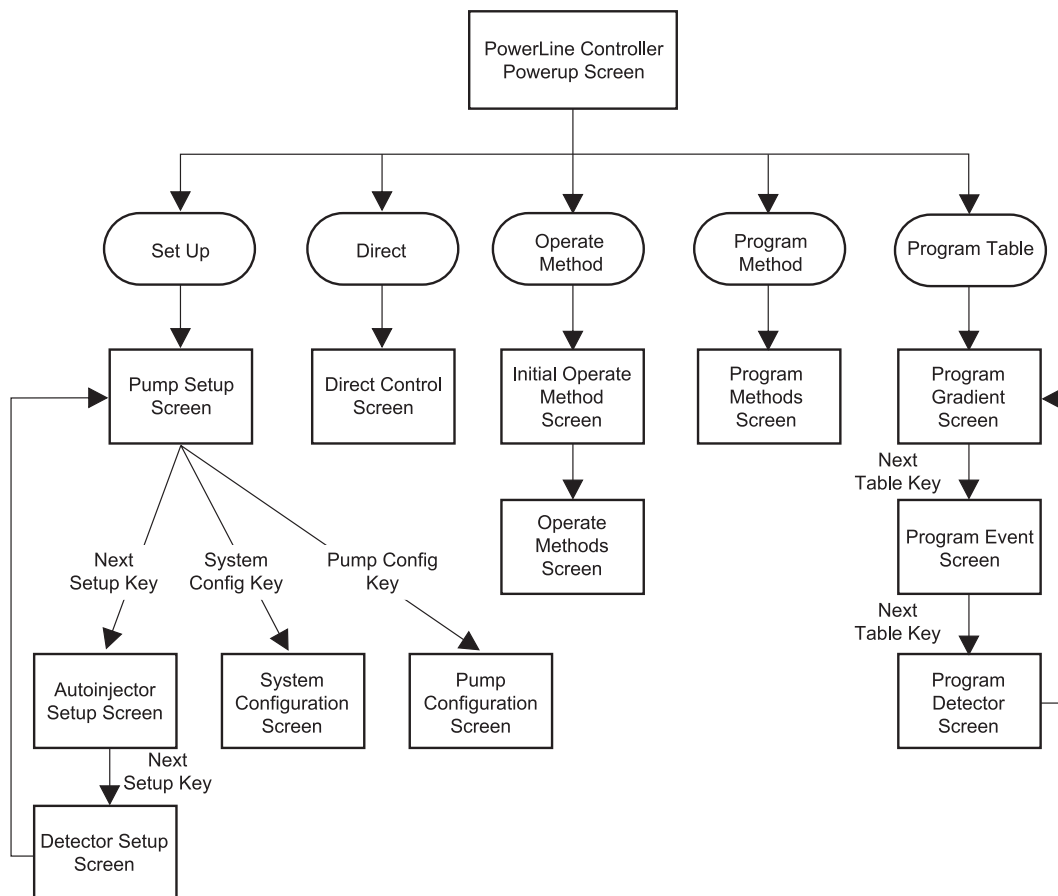 PowerLine Controller
Powerup Screen
Set Up
Direct
Operate
Method
Program
Method
Program Table
Pump Setup
Screen
Direct Control
Screen
Initial Operate
Method
Screen
Program
Methods Screen
Program
Gradient
Screen
Next
Table Key
Next
Setup Key
System
Config Key
Pump Config
Key
Operate
Methods
Screen
Program Event
Screen
Next
Table Key
Autoinjector
Setup Screen
System
Configuration
Screen
Pump
Configuration
Screen
Program
Detector
Screen
Next
Setup Key
Detector Setup
Screen